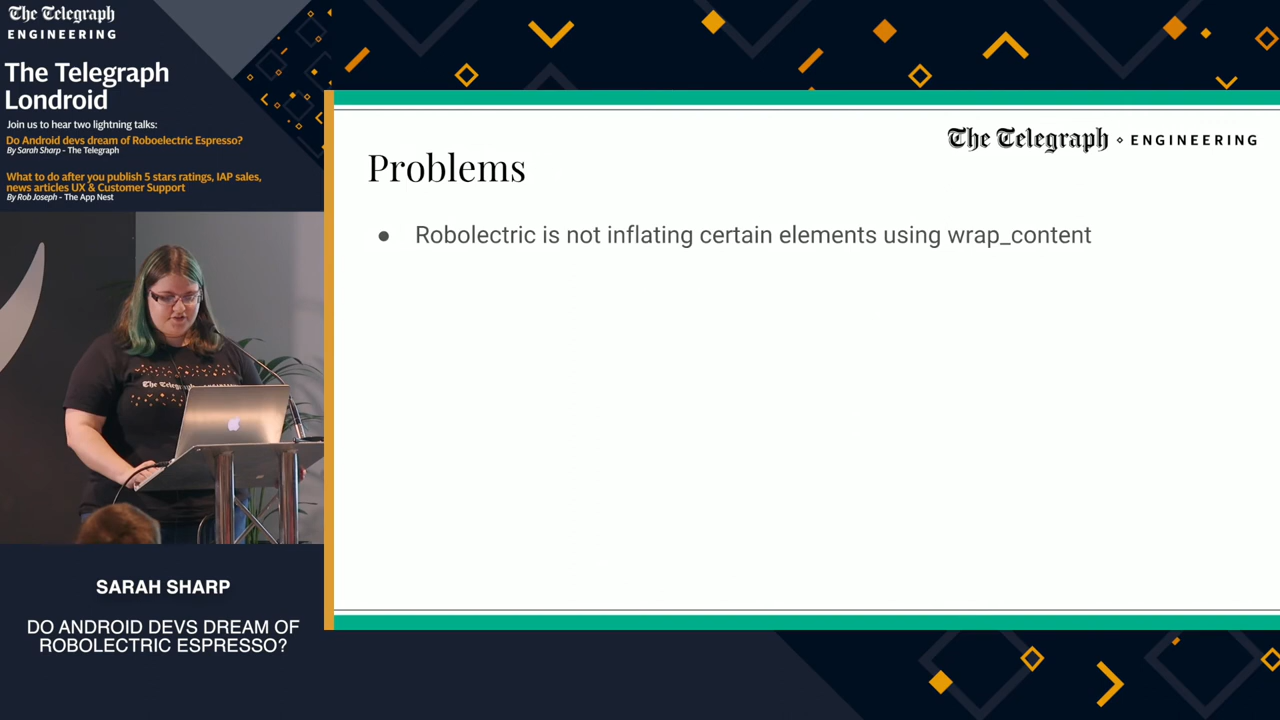 The Telegraph
ENGINEERING
The Telegraph
Londroid
Join us to hear two lightning talks:
Do Android devs dream of Roboelectric Espresso?
By Sarah Sharp - The Telegraph
What to do after you publish 5 stars ratings, IAP sales,
news articles UX & Customer Support
By Rob Joseph - The App Nest
The Telegraph ENGINEERING
Problems
● Robolectric is not inflating certain elements using wrap_content
The Telegraph
SARAH SHARP
DO ANDROID DEVS DREAM OF
ROBOLECTRIC ESPRESSO?